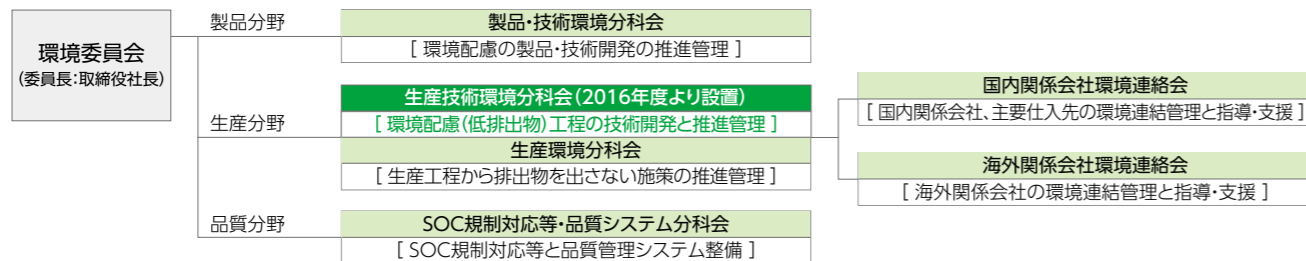 環境委員会
(委員長:取締役社長)
製品分野
製品・技術環境分科会
[ 環境配慮の製品・技術開発の推進管理 ]
生産分野
生産技術環境分科会(2016年度より設置)
[ 環境配慮(低排出物)工程の技術開発と推進管理 ]
生産環境分科会
[ 生産工程から排出物を出さない施策の推進管理 ]
国内関係会社環境連絡会
[ 国内関係会社、主要仕入先の環境連結管理と指導・支援 ]
海外関係会社環境連絡会
[ 海外関係会社の環境連結管理と指導・支援 ]
品質分野
SOC規制対応等・品質システム分科会
[ SOC規制対応等と品質管理システム整備 ]